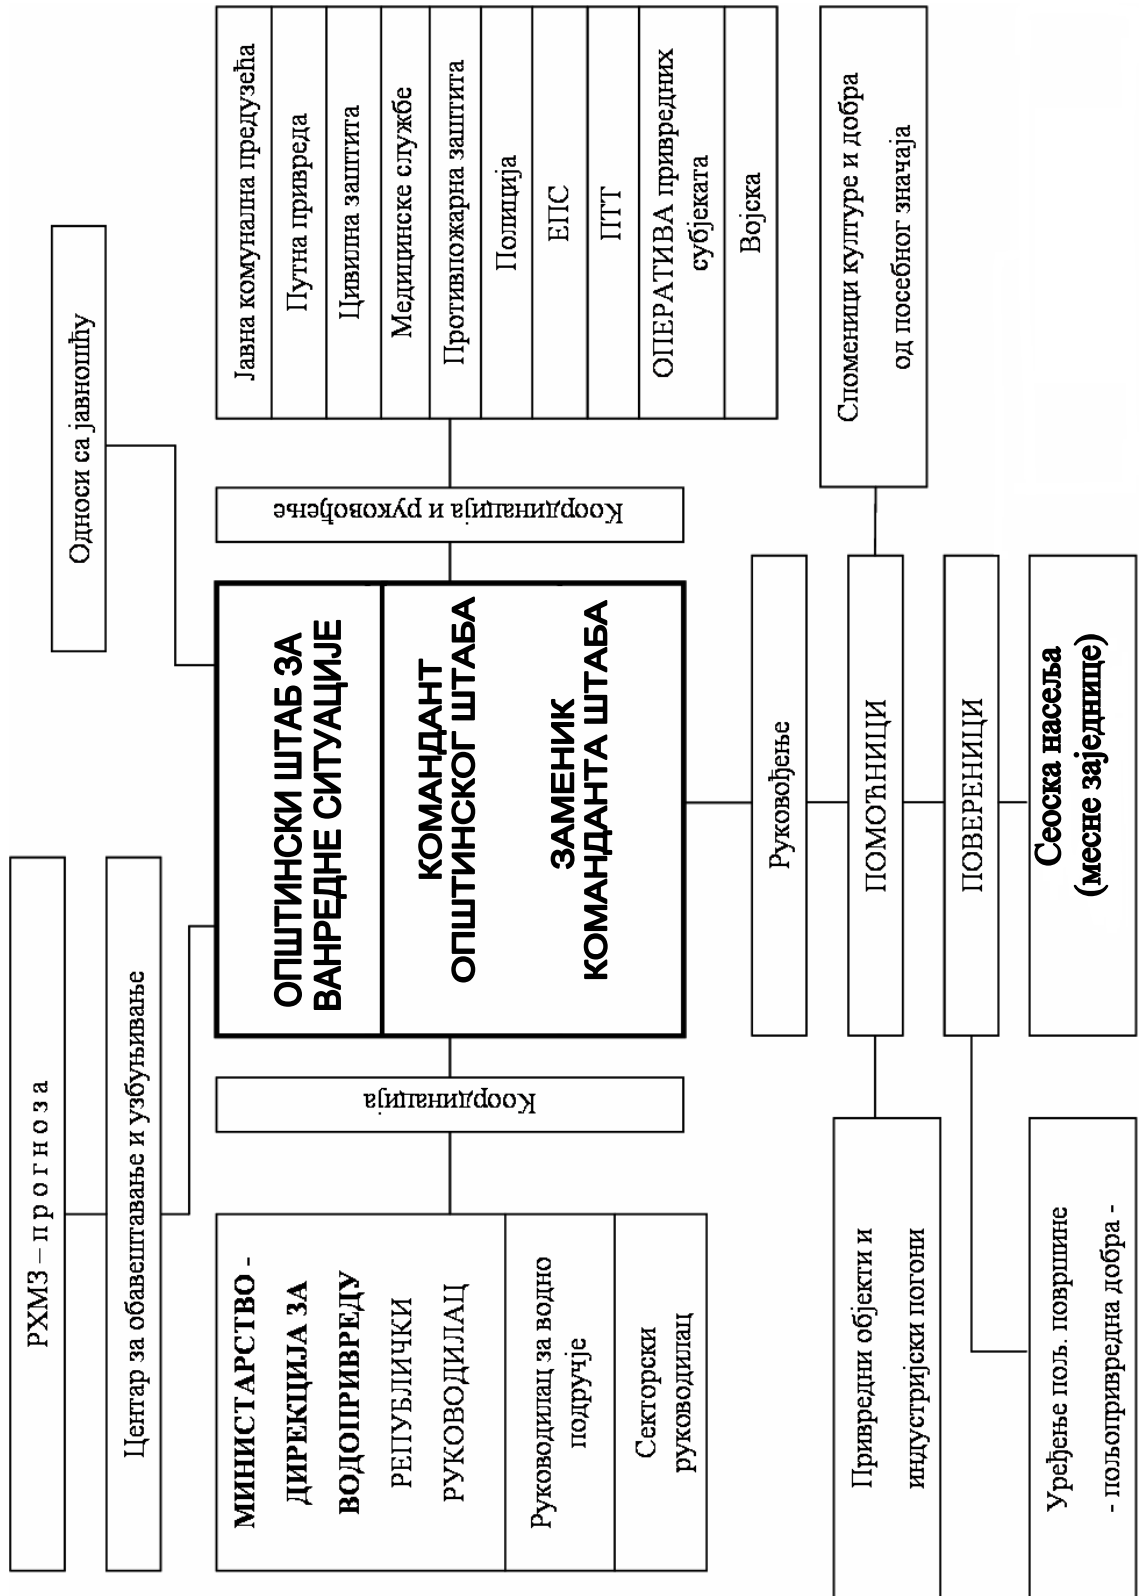 РХМЗ – п р о г н о з а
Центар за обавештавање и узбуњивање
Односи са јавношћу
МИНИСТАРСТВО -
ДИРЕКЦИЈА ЗА
ВОДОПРИВРЕДУ
РЕПУБЛИЧКИ
РУКОВОДИЛАЦ
Руководилац за водно
подручје
Секторски
руководилац
Координација
ОПШТИНСКИ ШТАБ ЗА
ВАНРЕДНЕ СИТУАЦИЈЕ
КОМАНДАНТ
ОПШТИНСКОГ ШТАБА
ЗАМЕНИК
КОМАНДАНТА ШТАБА
Координација и руковођење
Јавна комунална предузећа
Путна привреда
Цивилна заштита
Медицинске службе
Противпожарна заштита
Полиција
ЕПС
ПТТ
ОПЕРАТИВА привредних
субјеката
Војска
Руковођење
Привредни објекти и
индустријски погони
ПОМОЋНИЦИ
Споменици културе и добра
од посебног значаја
ПОВЕРЕНИЦИ
Уређење пољ. површине
- пољопривредна добра -
Сеоска насеља
(месне заједнице)